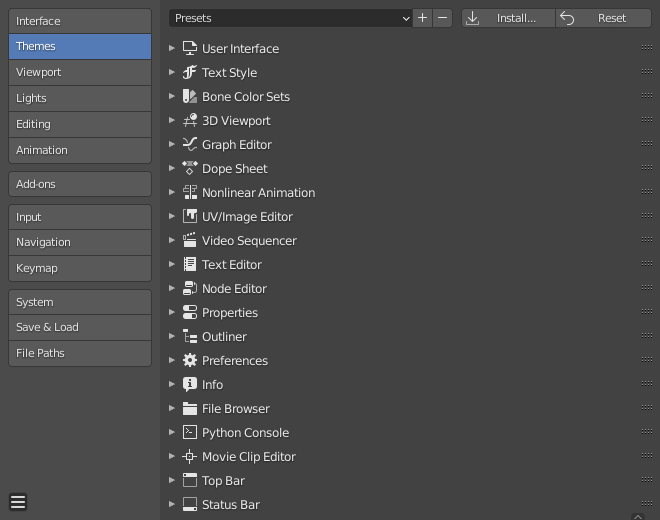 Interface
Themes
Viewport
Lights
Editing
Animation
Add-ons
Input
Navigation
Keymap
System
Save & Load
File Paths
Presets
Install...
Reset
User Interface
Text Style
Bone Color Sets
3D Viewport
Graph Editor
Dope Sheet
Nonlinear Animation
UV/Image Editor
Video Sequencer
Text Editor
Node Editor
Properties
Outliner
Preferences
Info
File Browser
Python Console
Movie Clip Editor
Top Bar
Status Bar